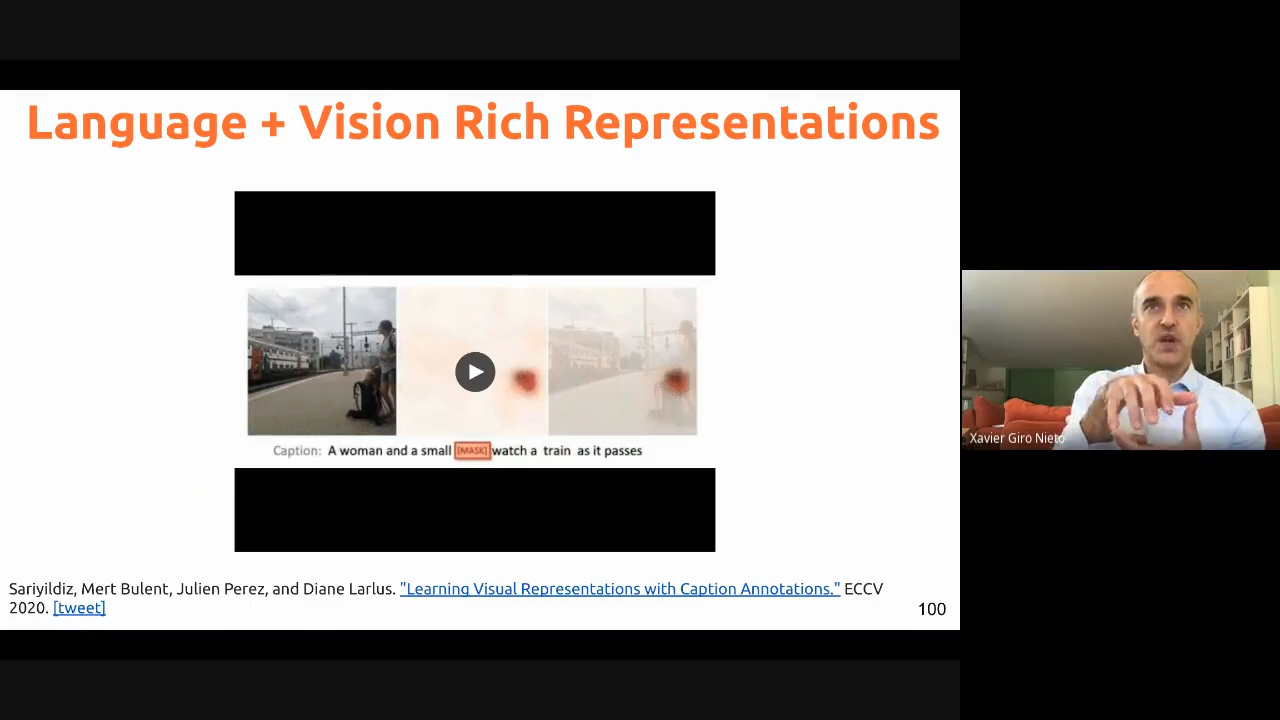 Language + Vision Rich Representations
Caption: A woman and a small [MASK] watch a train as it passes
Xavier Giro Nieto
Sariyildiz, Mert Bulent, Julien Perez, and Diane Larlus. "Learning Visual Representations with Caption Annotations." ECCV
2020. [tweet]
100